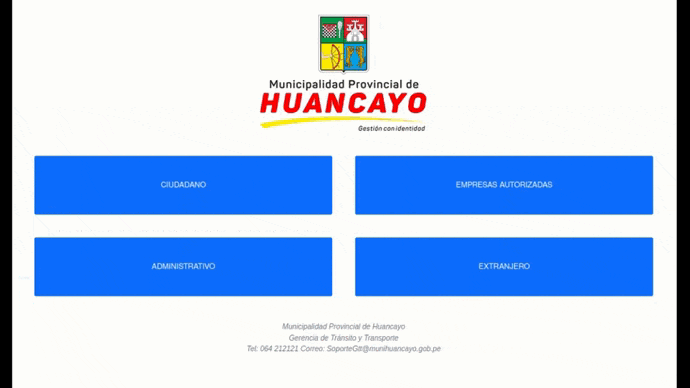 Municipalidad Provincial de
HUANCAYO
Gestión con identidad
CIUDADANO
EMPRESAS AUTORIZADAS
ADMINISTRATIVO
EXTRANJERO
Municipalidad Provincial de Huancayo
Gerencia de Tránsito y Transporte
Tel: 064 212121 Correo: SoporteGtt@munihuancayo.gob.pe